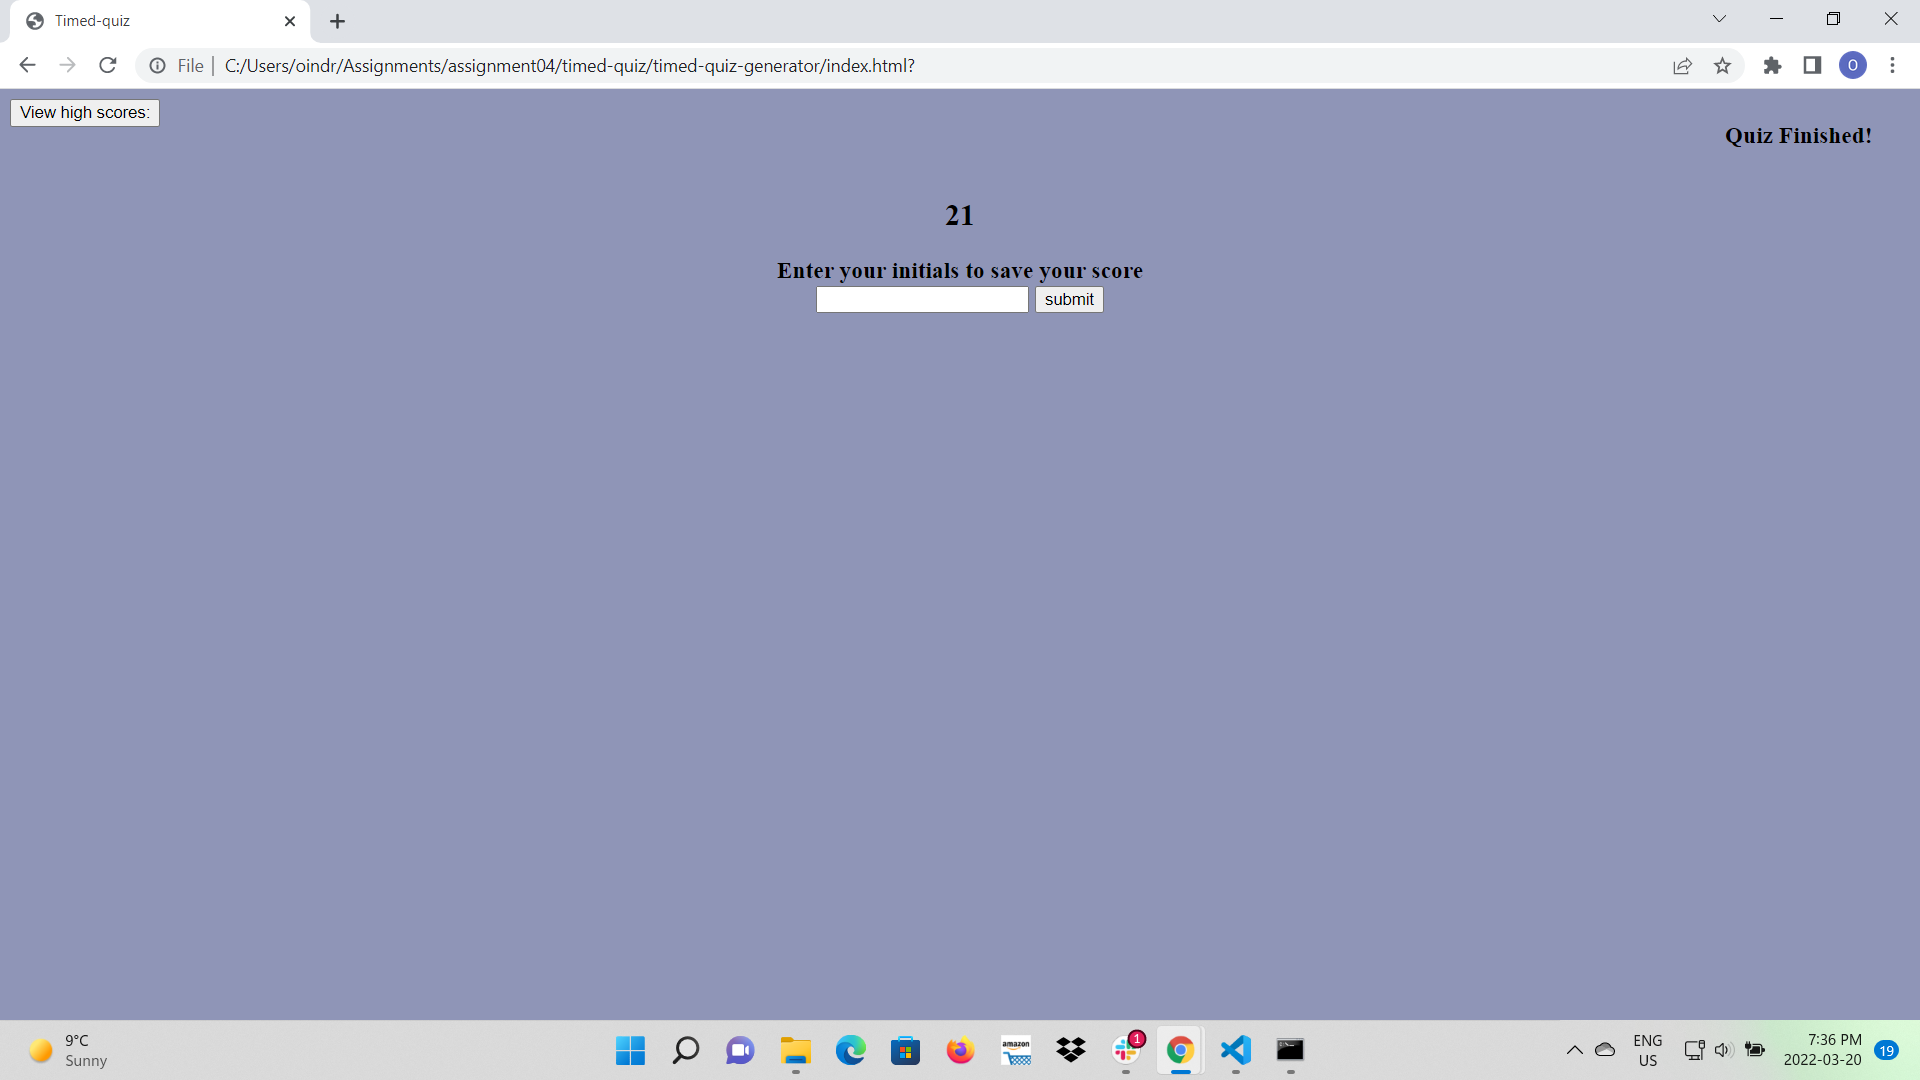 Timed-quiz
File | C:/Users/oindr/Assignments/assignment04/timed-quiz/timed-quiz-generator/index.html?
O
View high scores:
Quiz Finished!
21
Enter your initials to save your score
submit
9°C
Sunny
amazon
1
ENG
US
7:36 PM
2022-03-20
19